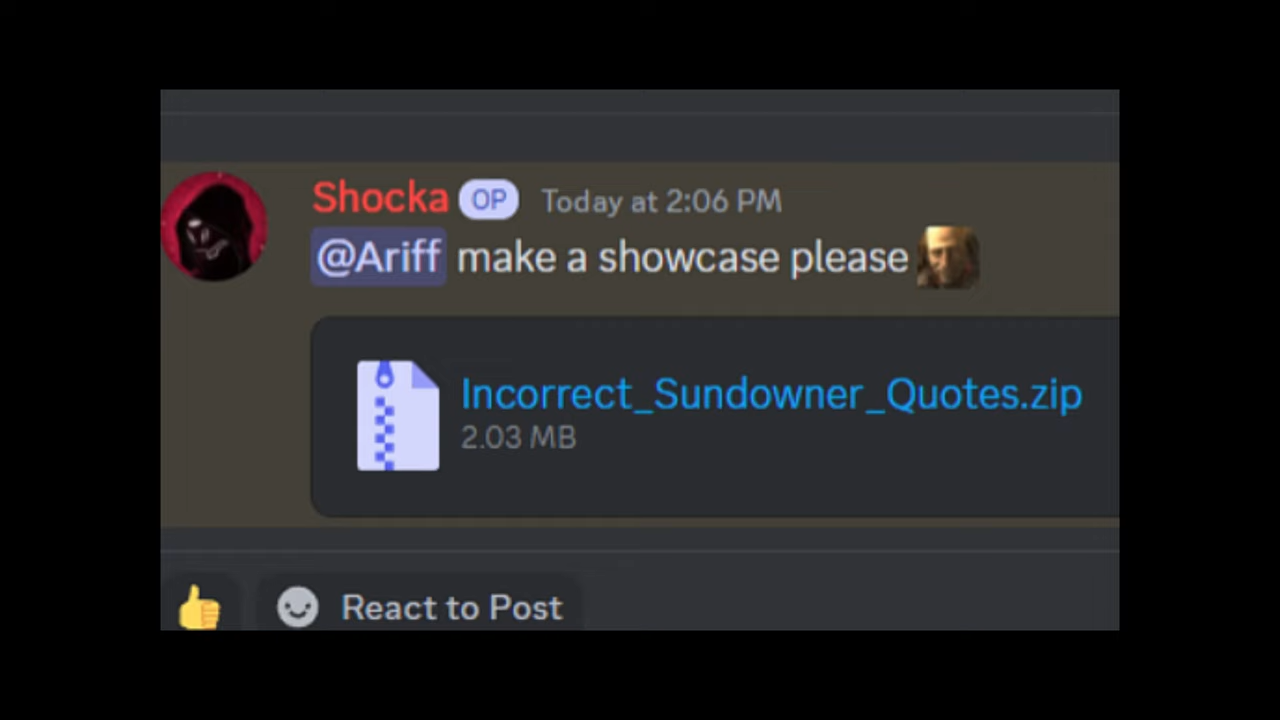 Shocka OP Today at 2:06 PM
@Ariff make a showcase please
Incorrect_Sundowner_Quotes.zip
2.03 MB
React to Post